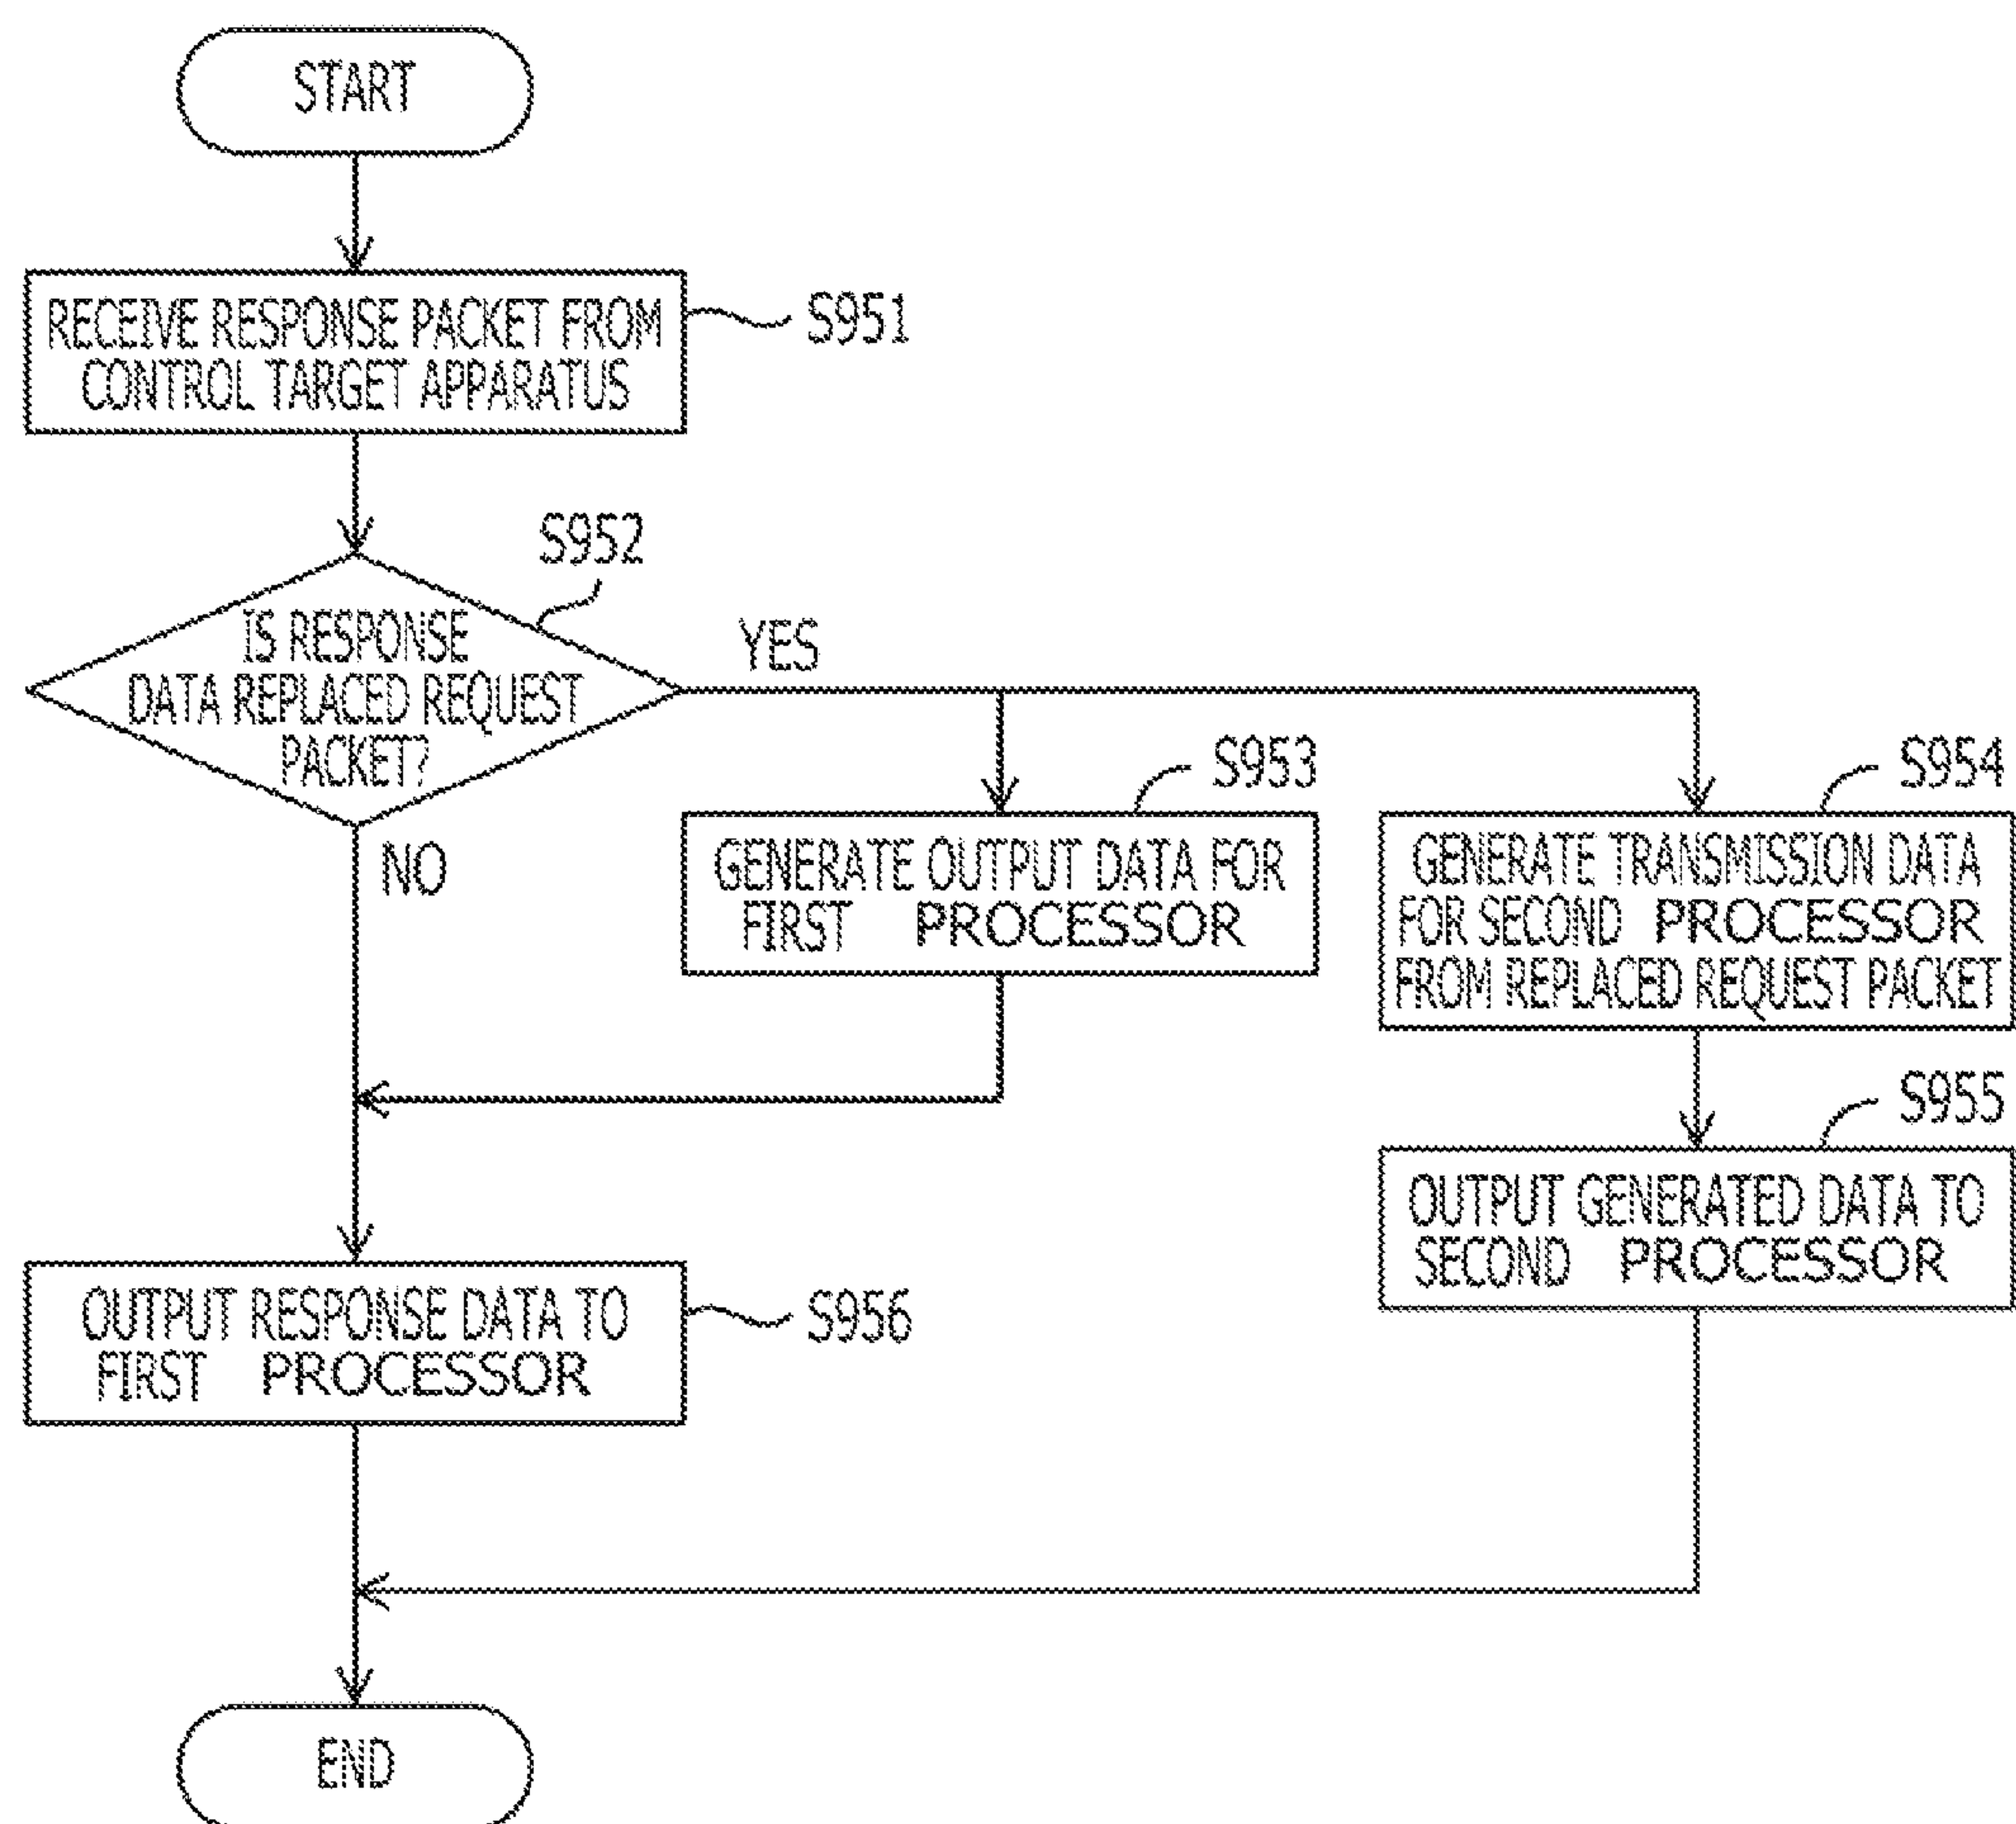 START
RECEIVE RESPONSE PACKET FROM
CONTROL TARGET APPARATUS
S951
S952
IS RESPONSE
DATA REPLACED REQUEST
PACKET?
YES
NO
S953
GENERATE OUTPUT DATA FOR
FIRST PROCESSOR
S954
GENERATE TRANSMISSION DATA
FOR SECOND PROCESSOR
FROM REPLACED REQUEST PACKET
S955
OUTPUT GENERATED DATA TO
SECOND PROCESSOR
OUTPUT RESPONSE DATA TO
FIRST PROCESSOR
S956
END